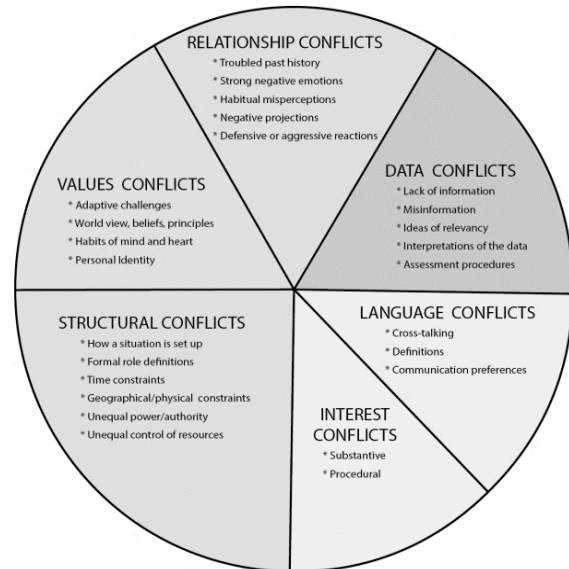 RELATIONSHIP CONFLICTS
* Troubled past history
* Strong negative emotions
* Habitual misperceptions
* Negative projections
* Defensive or aggressive reactions
DATA CONFLICTS
* Lack of information
* Misinformation
* Ideas of relevancy
* Interpretations of the data
* Assessment procedures
LANGUAGE CONFLICTS
* Cross-talking
* Definitions
* Communication preferences
INTEREST
CONFLICTS
* Substantive
* Procedural
STRUCTURAL CONFLICTS
* How a situation is set up
* Formal role definitions
* Time constraints
* Geographical/physical constraints
* Unequal power/authority
* Unequal control of resources
VALUES CONFLICTS
* Adaptive challenges
* World view, beliefs, principles
* Habits of mind and heart
* Personal Identity